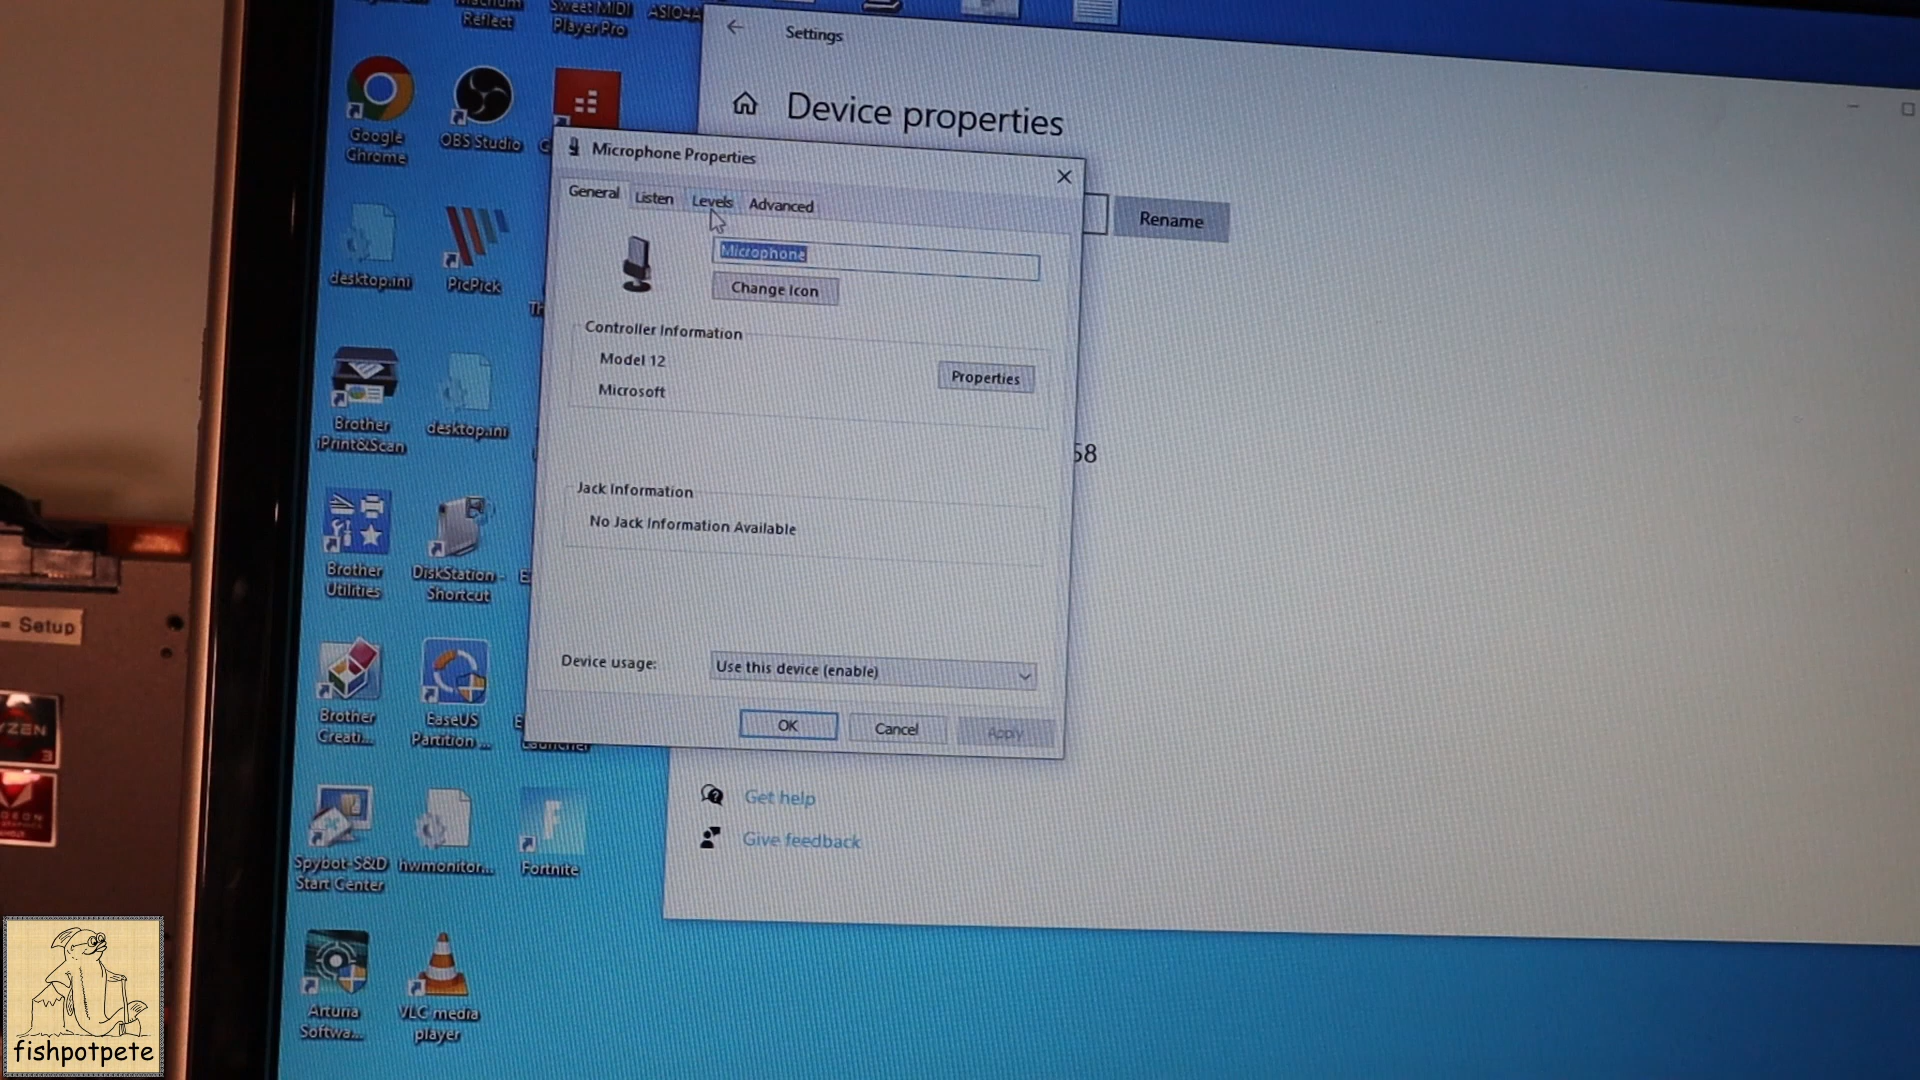 Reflect
Sweet MIDI
Player Pro
Settings
Device properties
Google
Chrome
OBS Studio
Microphone Properties
General
Listen
Levels
Advanced
Rename
Microphone
Change Icon
desktop.ini
PicPick
Controller Information
Model 12
Microsoft
Properties
Brother
iPrint&Scan
desktop.ini
58
Jack Information
No Jack Information Available
Brother
Utilities
DiskStation -
Shortcut
= Setup
Device usage:
Use this device (enable)
Brother
Creati...
EaseUS
Partition ...
OK
Cancel
Apply
Get help
Give feedback
Spybot-S&D
Start Center
hwmonitor...
Fortnite
Arturia
Softwa...
VLC media
player
fishpotpete